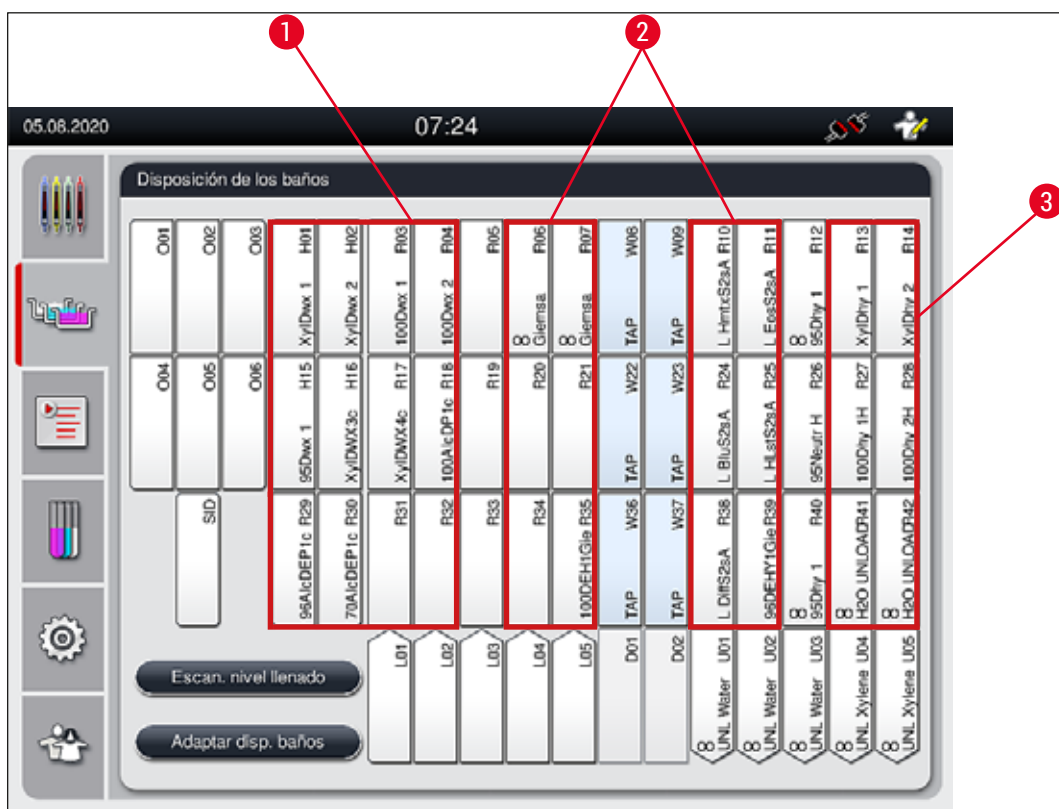 1
2
3
05.08.2020
07:24
Disposición de los baños
O01
O02
O03
XylDwx 1 H01
XylDwx 2 H02
100Dwx 1 R03
100Dwx 2 R04
R05
∞ Giemsa R06
∞ Giemsa R07
TAP W08
TAP W09
L HmtxS2sA R10
L EosS2sA R11
∞ 95Dhy 1 R12
XylDhy 1 R13
XylDhy 2 R14
O04
O05
O06
95Dwx 1 H15
XylDWX3c H16
XylDWX4c R17
100AlcDP1c R18
R19
R20
R21
TAP W22
TAP W23
L BluS2sA R24
L HLstS2sA R25
95Neutr H R26
100Dhy 1H R27
100Dhy 2H R28
SID
96AlcDEP1c R29
70AlcDEP1c R30
R31
R32
R33
R34
100DEH1Gie R35
TAP W36
TAP W37
L DiffS2sA R38
96DEHY1Gie R39
∞ 95Dhy 1 R40
∞ H2O UNLOAD R41
∞ H2O UNLOAD R42
L01
L02
L03
L04
L05
D01
D02
∞ UNL Water U01
∞ UNL Water U02
∞ UNL Water U03
∞ UNL Xylene U04
∞ UNL Xylene U05
Escan. nivel llenado
Adaptar disp. baños